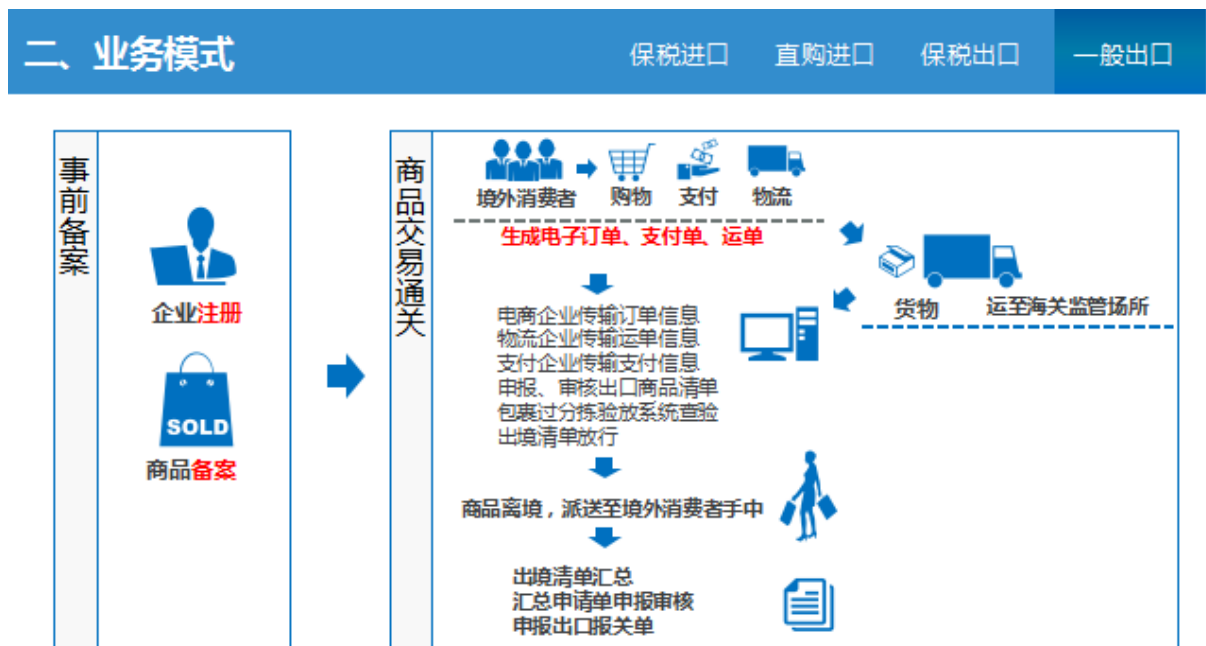 二、业务模式
保税进口
直购进口
保税出口
一般出口
事前备案
企业注册
SOLD
商品备案
商品交易通关
境外消费者
购物
支付
物流
生成电子订单、支付单、运单
货物
运至海关监管场所
电商企业传输订单信息
物流企业传输运单信息
支付企业传输支付信息
申报、审核出口商品清单
包裹过分拣验放系统查验
出境清单放行
商品离境，派送至境外消费者手中
出境清单汇总
汇总申请单申报审核
申报出口报关单